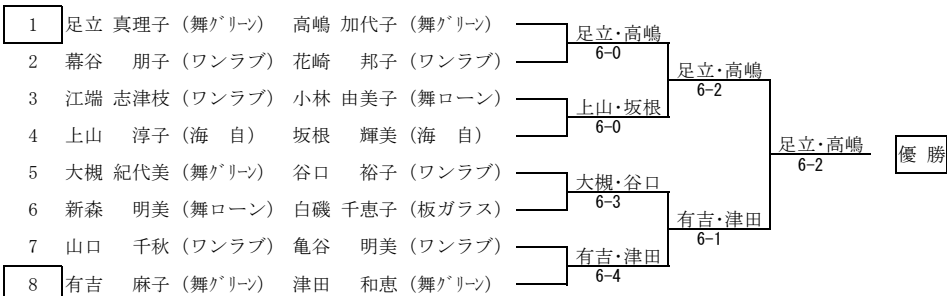 1 足立 真理子 (舞グリーン) 高嶋 加代子 (舞グリーン)
足立・高嶋
6-0
2 幕谷 朋子 (ワンラブ) 花崎 邦子 (ワンラブ)
足立・高嶋
6-2
3 江端 志津枝 (ワンラブ) 小林 由美子 (舞ローン)
上山・坂根
6-0
4 上山 淳子 (海 自) 坂根 輝美 (海 自)
足立・高嶋
6-2
優 勝
5 大槻 紀代美 (舞グリーン) 谷口 裕子 (ワンラブ)
大槻・谷口
6-3
6 新森 明美 (舞ローン) 白磯 千恵子 (板ガラス)
有吉・津田
6-1
7 山口 千秋 (ワンラブ) 亀谷 明美 (ワンラブ)
有吉・津田
6-4
8 有吉 麻子 (舞グリーン) 津田 和恵 (舞グリーン)